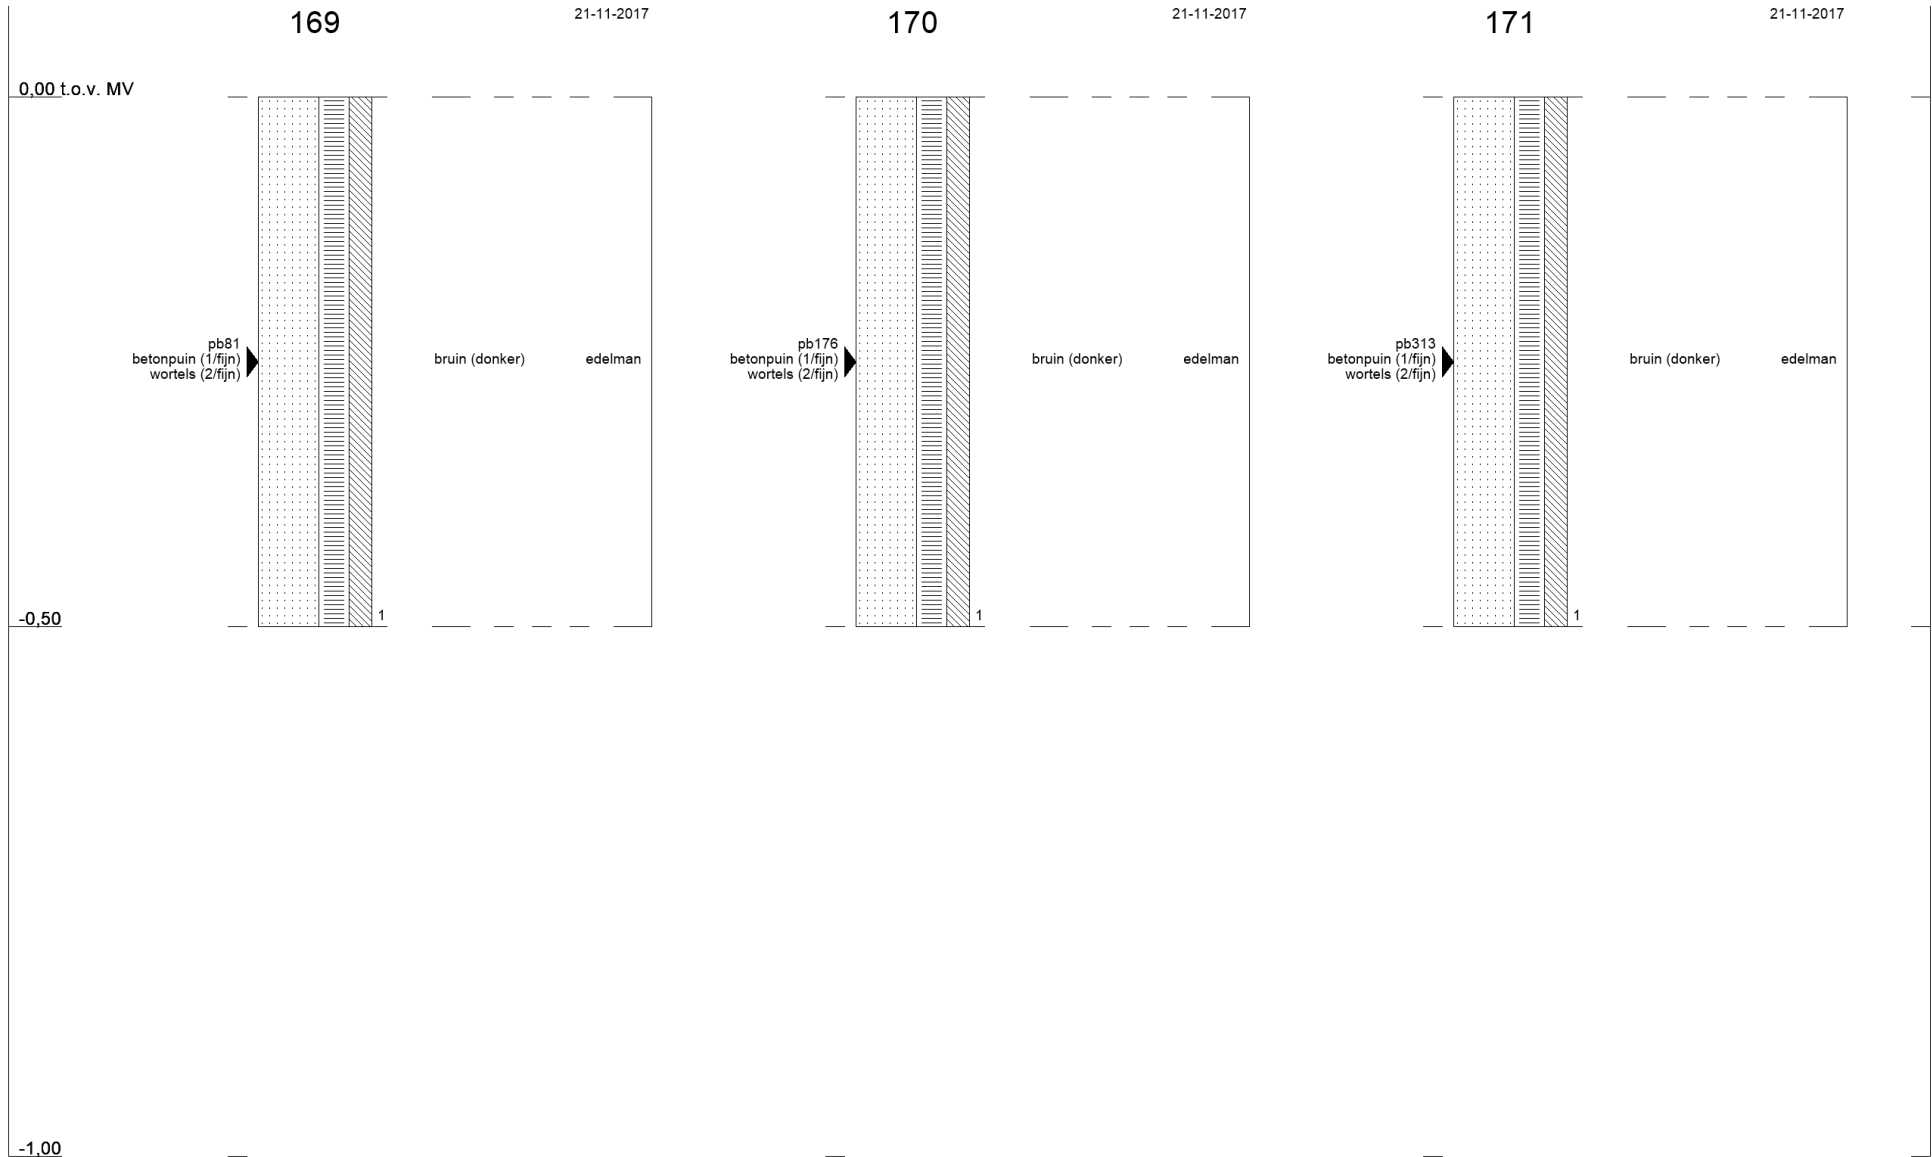 169
21-11-2017
170
21-11-2017
171
21-11-2017
0,00 t.o.v. MV
pb81
betonpuin (1/fijn)
wortels (2/fijn)
bruin (donker)
edelman
pb176
betonpuin (1/fijn)
wortels (2/fijn)
bruin (donker)
edelman
pb313
betonpuin (1/fijn)
wortels (2/fijn)
bruin (donker)
edelman
-0,50
1
1
1
-1,00